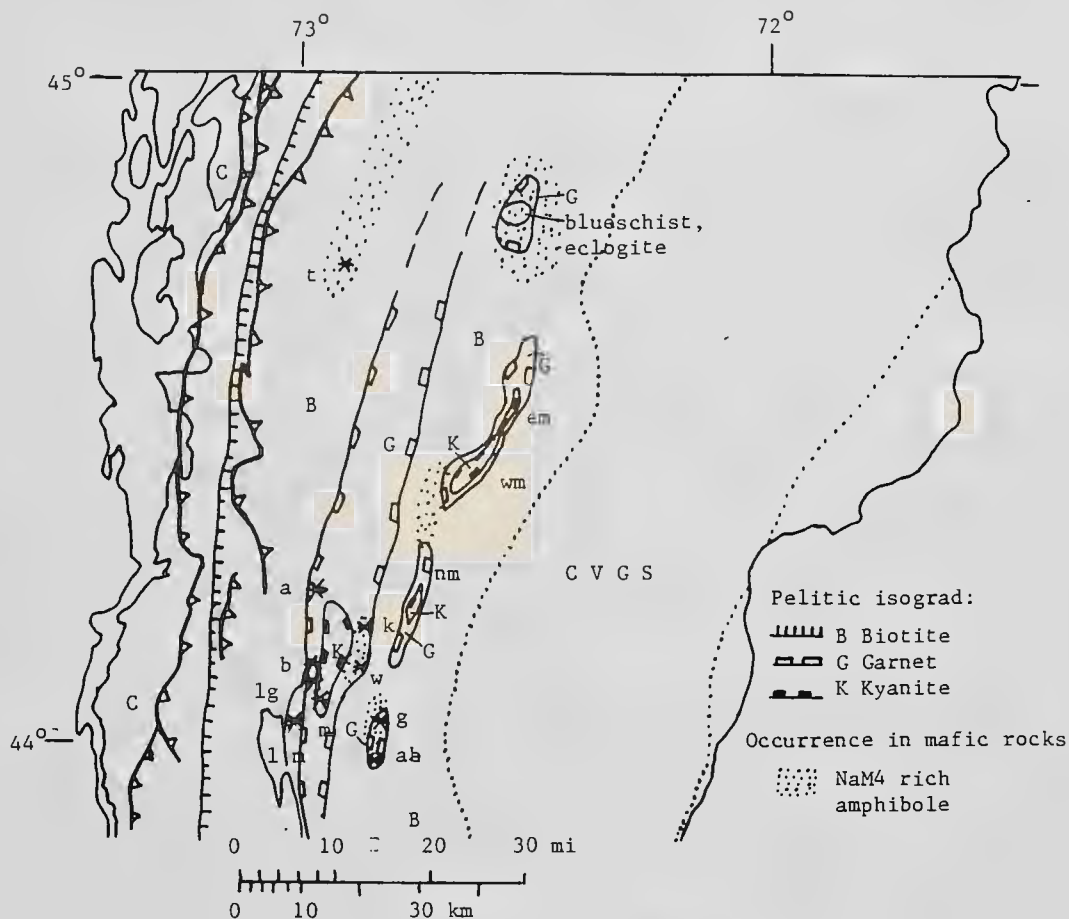 73° 72°
45°
C
G
blueschist,
eclogite
t
B
G
B
em
G
K
wm
nm
C V G S
a
K
k
G
Pelitic isograd:
B Biotite
G Garnet
K Kyanite
b
K
w
lg
C
m
g
G
44°
l m
ab
Occurrence in mafic rocks
NaM4 rich
amphibole
B
0 10 20 30 mi
0 10 30 km